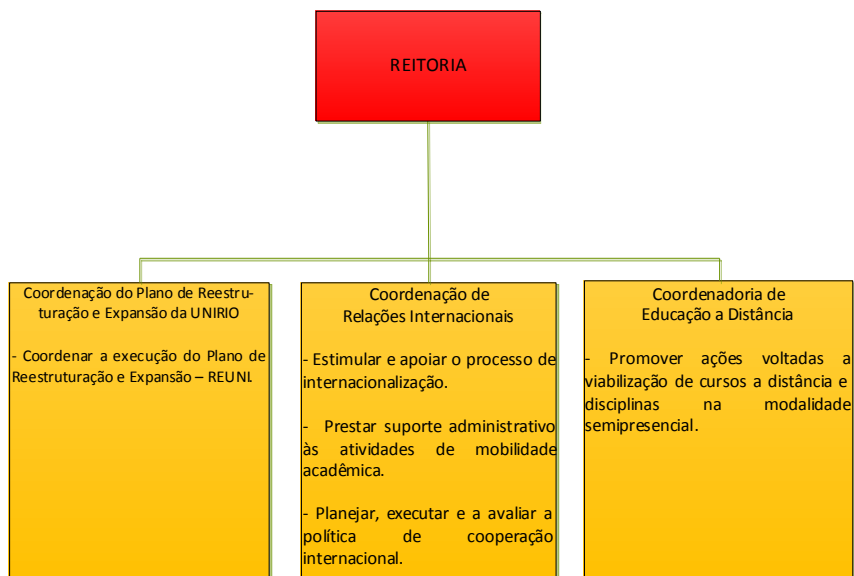 REITORIA
Coordenação do Plano de Reestru-
turação e Expansão da UNIRIO
- Coordenar a execução do Plano de
Reestruturação e Expansão – REUNI.
Coordenação de
Relações Internacionais
- Estimular e apoiar o processo de
internacionalização.
- Prestar suporte administrativo
às atividades de mobilidade
acadêmica.
- Planejar, executar e a avaliar a
política de cooperação
internacional.
Coordenadoria de
Educação a Distância
- Promover ações voltadas a
viabilização de cursos a distância e
disciplinas na modalidade
semipresencial.